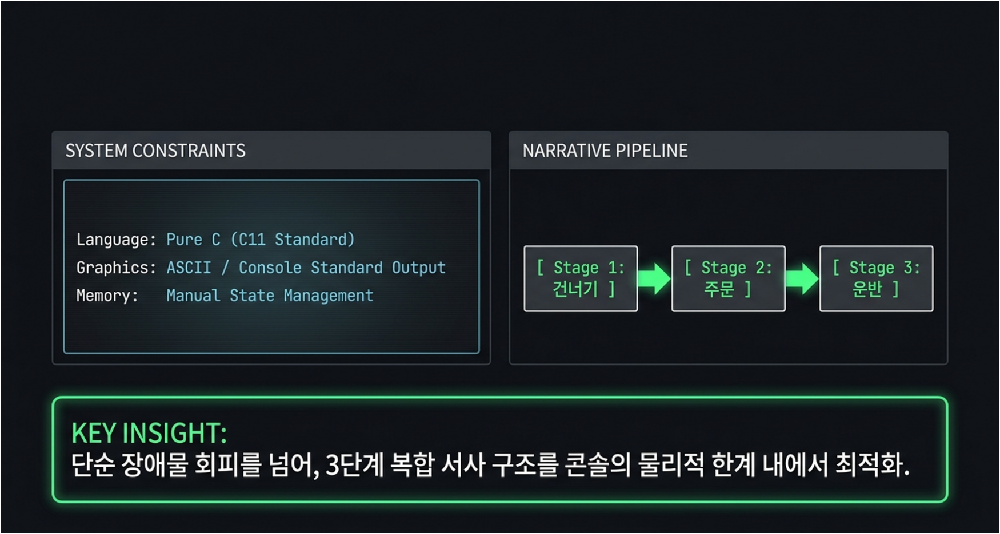 SYSTEM CONSTRAINTS
Language: Pure C (C11 Standard)
Graphics: ASCII / Console Standard Output
Memory: Manual State Management
NARRATIVE PIPELINE
[ Stage 1:
건너기 ]
[ Stage 2:
주문 ]
[ Stage 3:
운반 ]
KEY INSIGHT:
단순 장애물 회피를 넘어, 3단계 복합 서사 구조를 콘솔의 물리적 한계 내에서 최적화.